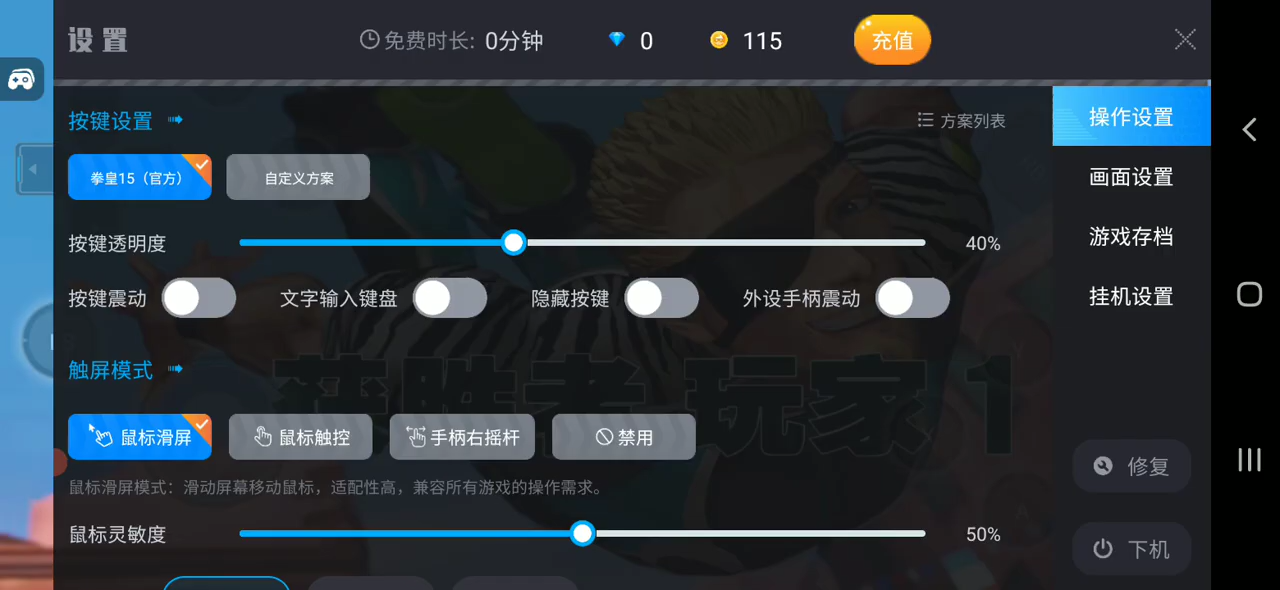 设置
免费时长: 0分钟
0
115
充值
按键设置
方案列表
操作设置
拳皇15（官方）
自定义方案
画面设置
按键透明度
40%
游戏存档
按键震动
文字输入键盘
隐藏按键
外设手柄震动
挂机设置
触屏模式
获胜者 玩家 1
鼠标滑屏
鼠标触控
手柄右摇杆
禁用
修复
鼠标滑屏模式：滑动屏幕移动鼠标，适配性高，兼容所有游戏的操作需求。
鼠标灵敏度
50%
下机